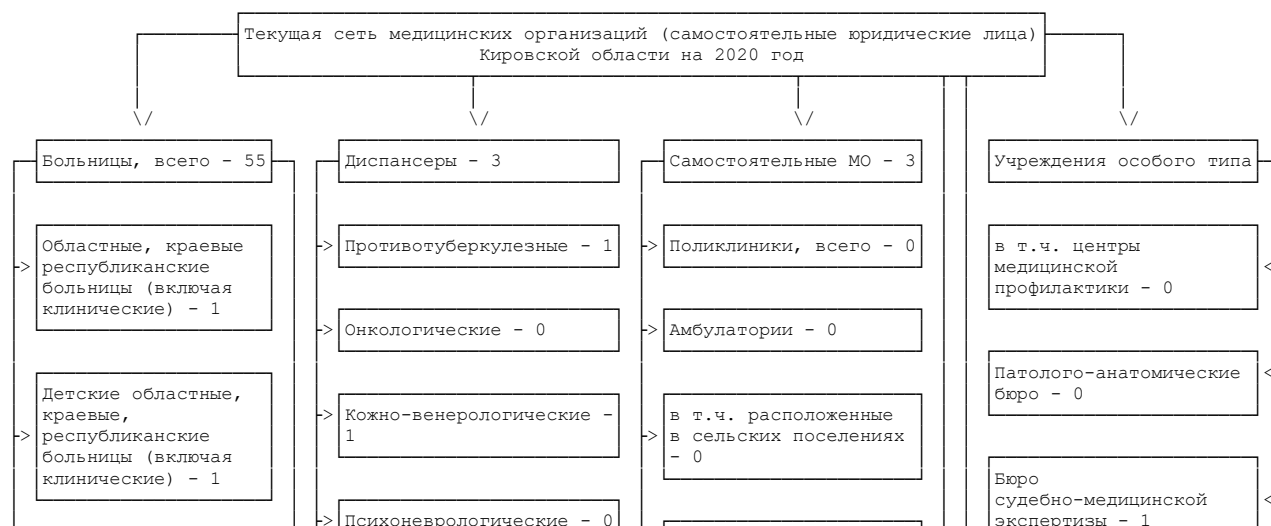 Текущая сеть медицинских организаций (самостоятельные юридические лица)
Кировской области на 2020 год
Больницы, всего - 55
Областные, краевые
республиканские
больницы (включая
клинические) - 1
Детские областные,
краевые,
республиканские
больницы (включая
клинические) - 1
Диспансеры - 3
Противотуберкулезные - 1
Онкологические - 0
Кожно-венерологические -
1
Психоневрологические - 0
Самостоятельные МО - 3
Поликлиники, всего - 0
Амбулатории - 0
в т.ч. расположенные
в сельских поселениях
- 0
Учреждения особого типа
в т.ч. центры
медицинской
профилактики - 0
Патолого-анатомические
бюро - 0
Бюро
судебно-медицинской
экспертизы - 1